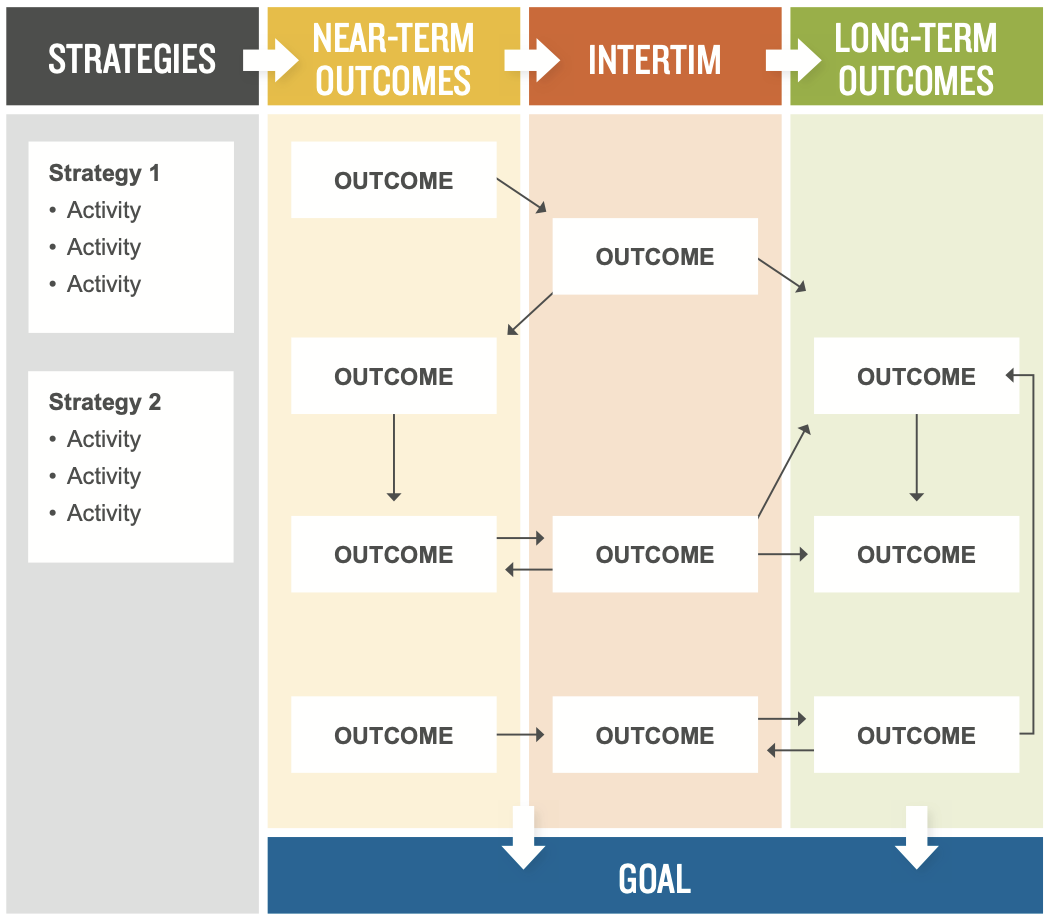 STRATEGIES
NEAR-TERM
OUTCOMES
INTERTIM
LONG-TERM
OUTCOMES
Strategy 1
• Activity
• Activity
• Activity
Strategy 2
• Activity
• Activity
• Activity
OUTCOME
OUTCOME
OUTCOME
OUTCOME
OUTCOME
OUTCOME
OUTCOME
OUTCOME
OUTCOME
OUTCOME
GOAL